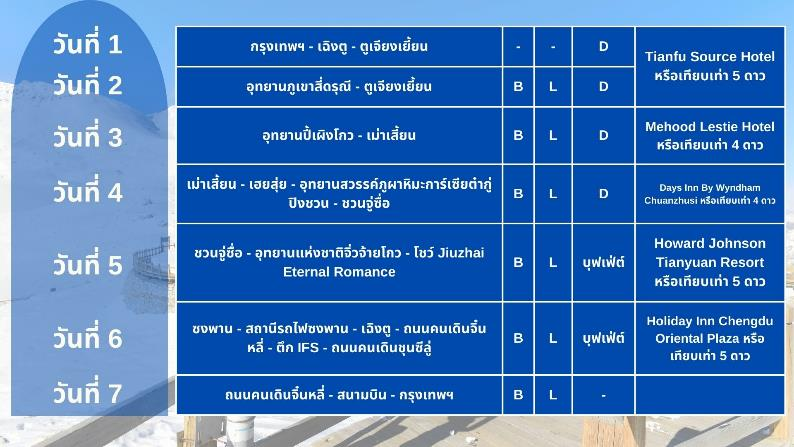 วันที่ 1
กรุงเทพฯ - เฉิงตู - ตูเจียงเยี้ยน
- - D
Tianfu Source Hotel
หรือเทียบเท่า 5 ดาว
วันที่ 2
อุทยานภูเขาสี่ดรุณี - ตูเจียงเยี้ยน
B L D
วันที่ 3
อุทยานปี้เผิงโกว - เม่าเสี้ยน
B L D
Mehood Lestie Hotel
หรือเทียบเท่า 4 ดาว
วันที่ 4
เม่าเสี้ยน - เฮยสุ่ย - อุทยานสวรรค์ภูผาหิมะการ์เซียต๋ากู่
ปิงชวน - ชวนจู่ซื่อ
B L D
Days Inn By Wyndham
Chuanzhusi หรือเทียบเท่า 4 ดาว
วันที่ 5
ชวนจู่ซื่อ - อุทยานแห่งชาติจิ่วจ้ายโกว - โชว์ Jiuzhai
Eternal Romance
B L บุฟเฟ่ต์
Howard Johnson
Tianyuan Resort
หรือเทียบเท่า 5 ดาว
วันที่ 6
ซงพาน - สถานีรถไฟซงพาน - เฉิงตู - ถนนคนเดินจิ๋น
หลี่ - ตึก IFS - ถนนคนเดินชุนซีลู่
B L บุฟเฟ่ต์
Holiday Inn Chengdu
Oriental Plaza หรือ
เทียบเท่า 5 ดาว
วันที่ 7
ถนนคนเดินจิ๋นหลี่ - สนามบิน - กรุงเทพฯ
B L -